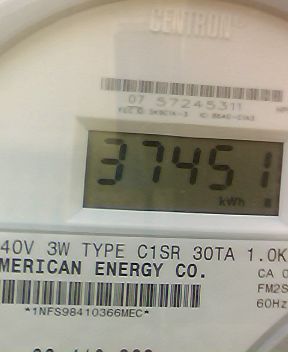 CENTRON
07 57245311
37451
kWh
40V 3W TYPE C1SR 30TA 1.0K
MERICAN ENERGY CO.
CA 0
FM2S
60Hz
*1NFS98410366MEC*